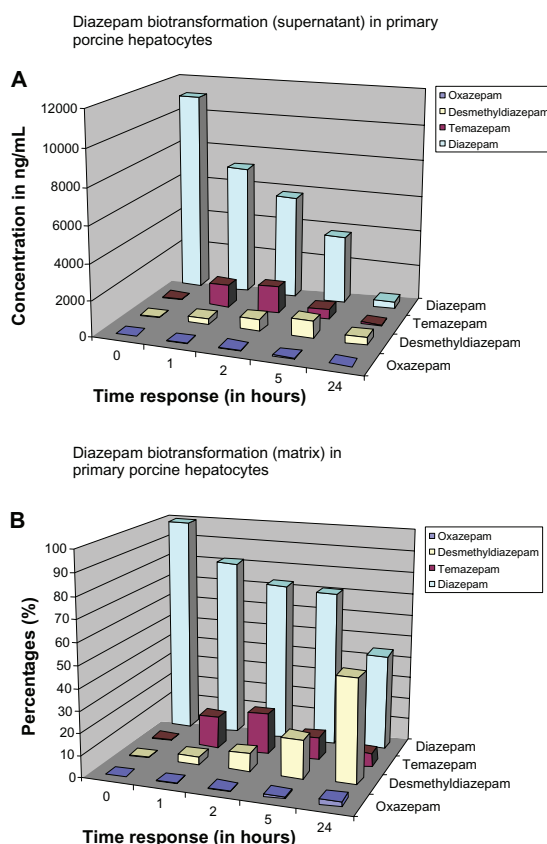 Diazepam biotransformation (supernatant) in primary
porcine hepatocytes
A
Oxazepam
Desmethyldiazepam
Temazepam
Diazepam
Concentration in ng/mL
12000
10000
8000
6000
4000
2000
0
0
1
2
5
24
Diazepam
Temazepam
Desmethyldiazepam
Oxazepam
Time response (in hours)
Diazepam biotransformation (matrix) in
primary porcine hepatocytes
B
Oxazepam
Desmethyldiazepam
Temazepam
Diazepam
Percentages (%)
100
90
80
70
60
50
40
30
20
10
0
0
1
2
5
24
Diazepam
Temazepam
Desmethyldiazepam
Oxazepam
Time response (in hours)